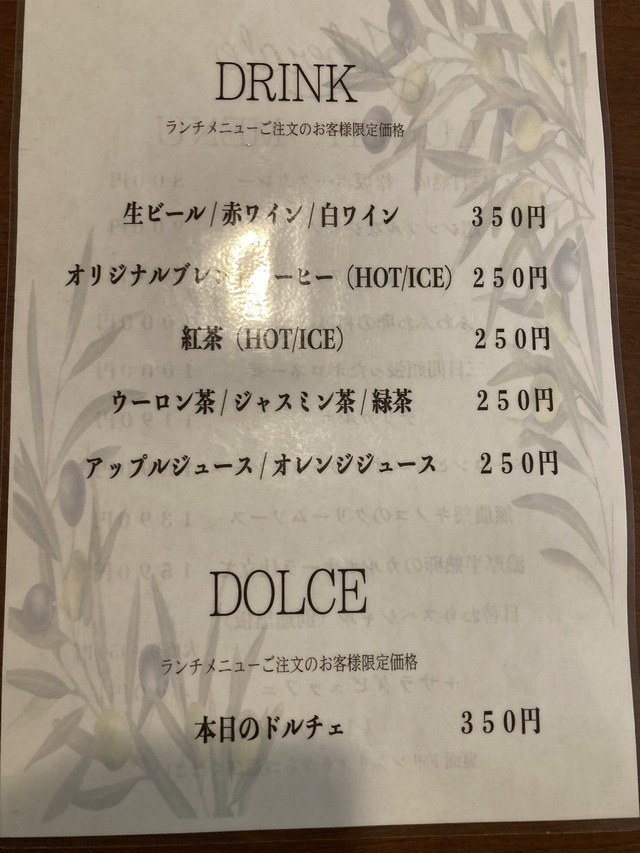 DRINK
ランチメニューご注文のお客様限定価格
生ビール/赤ワイン/白ワイン 350円
オリジナルブレンドコーヒー（HOT/ICE） 250円
紅茶（HOT/ICE） 250円
ウーロン茶/ジャスミン茶/緑茶 250円
アップルジュース/オレンジジュース 250円
DOLCE
ランチメニューご注文のお客様限定価格
本日のドルチェ 350円